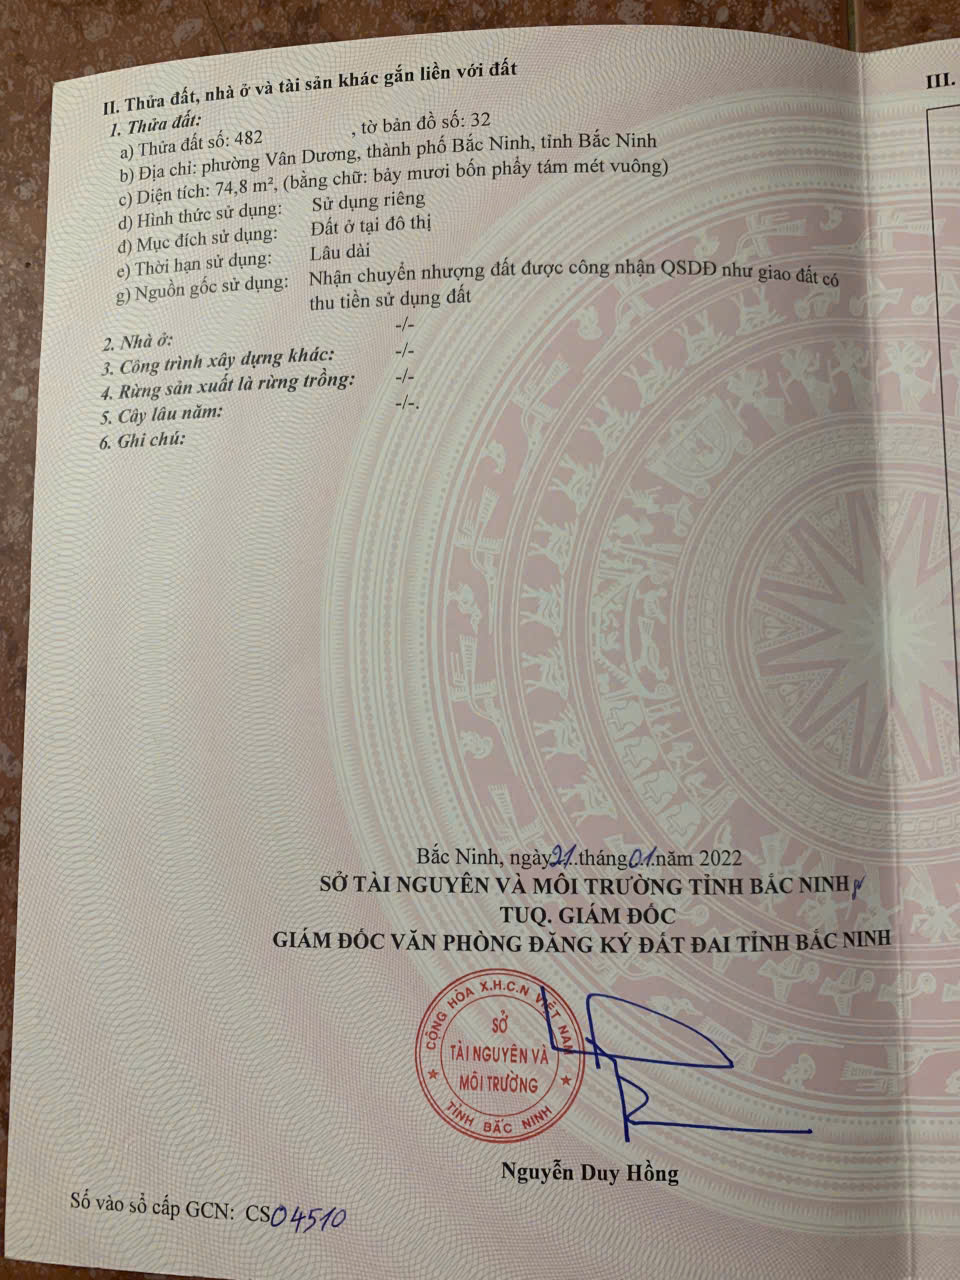 II. Thửa đất, nhà ở và tài sản khác gắn liền với đất
1. Thửa đất:
a) Thửa đất số: 482 , tờ bản đồ số: 32
b) Địa chỉ: phường Vân Dương, thành phố Bắc Ninh, tỉnh Bắc Ninh
c) Diện tích: 74,8 m², (bằng chữ: bảy mươi bốn phẩy tám mét vuông)
d) Hình thức sử dụng: Sử dụng riêng
đ) Mục đích sử dụng: Đất ở tại đô thị
e) Thời hạn sử dụng: Lâu dài
g) Nguồn gốc sử dụng: Nhận chuyển nhượng đất được công nhận QSDĐ như giao đất có
thu tiền sử dụng đất
2. Nhà ở: -/-
3. Công trình xây dựng khác: -/-
4. Rừng sản xuất là rừng trồng: -/-
5. Cây lâu năm: -/-.
6. Ghi chú:
III.
Bắc Ninh, ngày 21 tháng 01 năm 2022
SỞ TÀI NGUYÊN VÀ MÔI TRƯỜNG TỈNH BẮC NINH
TUQ. GIÁM ĐỐC
GIÁM ĐỐC VĂN PHÒNG ĐĂNG KÝ ĐẤT ĐAI TỈNH BẮC NINH
CỘNG HÒA X.H.C.N VIỆT NAM
SỞ
TÀI NGUYÊN VÀ
MÔI TRƯỜNG
TỈNH BẮC NINH
Nguyễn Duy Hồng
Số vào sổ cấp GCN: CS04510